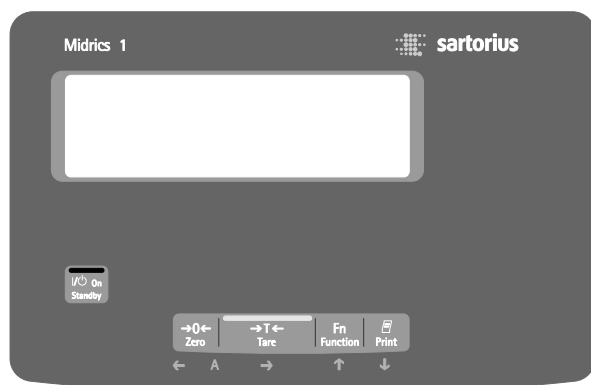 Midrics 1
sartorius
I/⏻ On
Standby
→0← →T← Fn
Zero Tare Function Print
← A → ↑ ↓